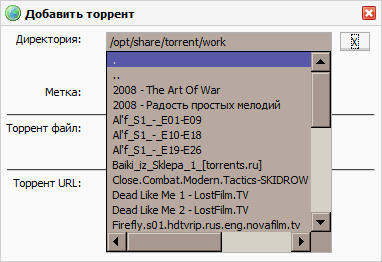 Добавить торрент
Директория: /opt/share/torrent/work X
.
..
Метка:
2008 - The Art Of War
2008 - Радость простых мелодий
Al'f_S1_-_E01-E09
Торрент файл:
Al'f_S1_-_E10-E18
Al'f_S1_-_E19-E26
Baiki_iz_Sklepa_1_[torrents.ru]
Торрент URL:
Close.Combat.Modern.Tactics-SKIDROW
Dead Like Me 1 - LostFilm.TV
Dead Like Me 2 - LostFilm.TV
Firefly.s01.hdtvrip.rus.eng.novafilm.tv